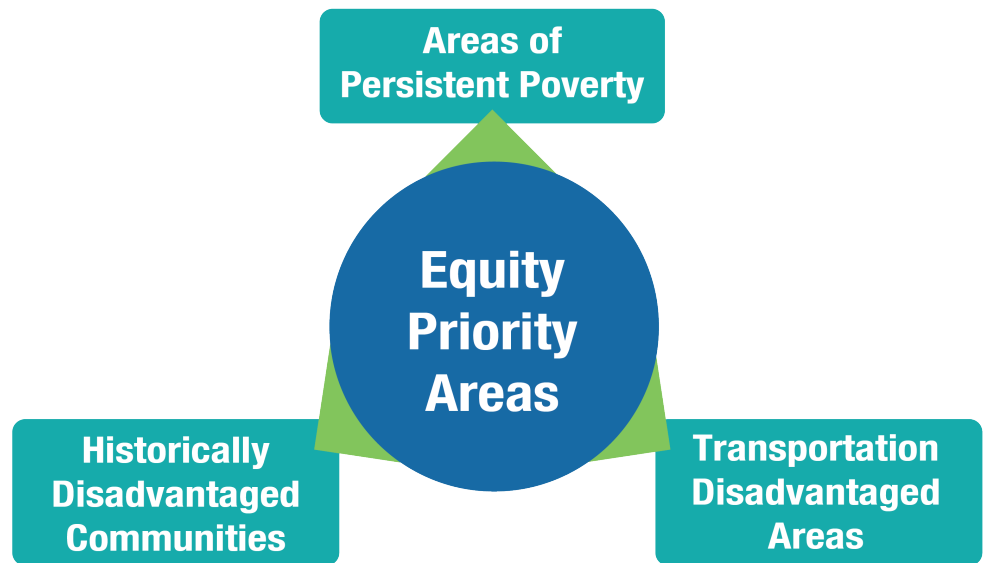 Areas of
Persistent Poverty
Equity
Priority
Areas
Historically
Disadvantaged
Communities
Transportation
Disadvantaged
Areas